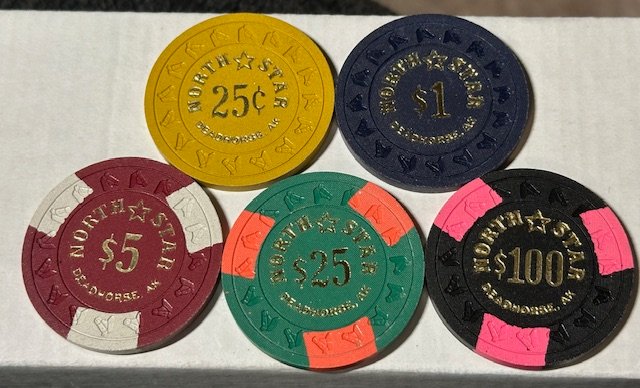 NORTH ☆ STAR
25¢
DEADHORSE, AK
NORTH ☆ STAR
$1
DEADHORSE, AK
NORTH ☆ STAR
$5
DEADHORSE, AK
NORTH ☆ STAR
$25
DEADHORSE, AK
NORTH ☆ STAR
$100
DEADHORSE, AK